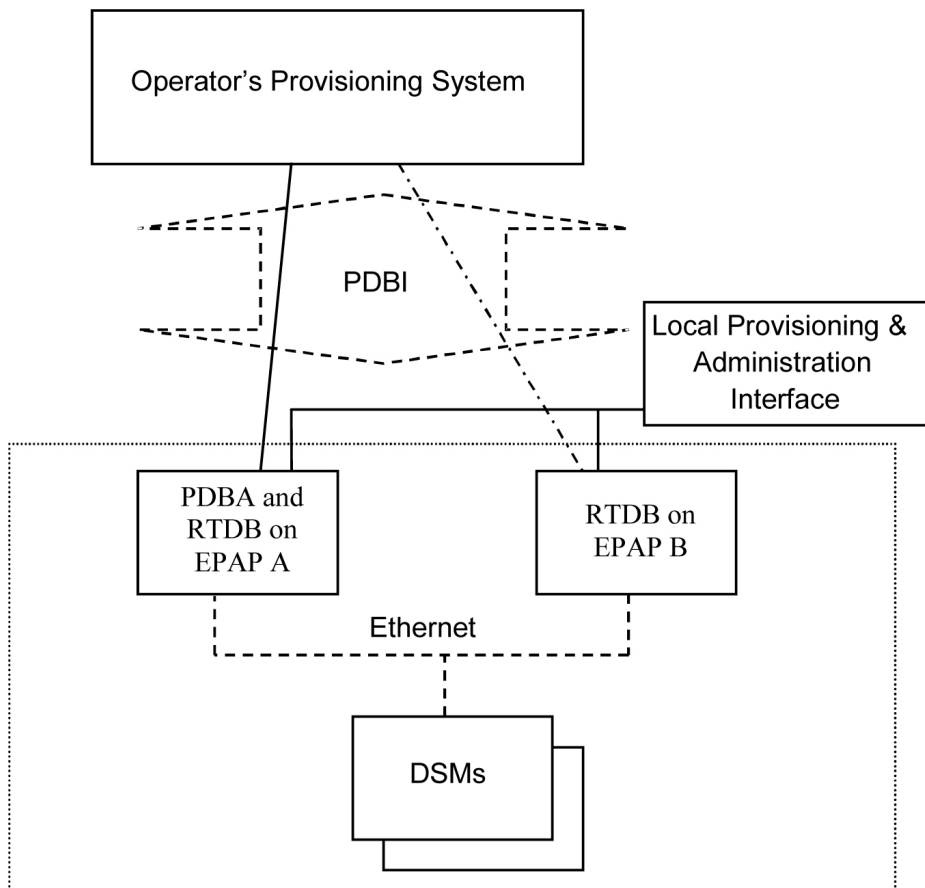 Operator’s Provisioning System
PDBI
Local Provisioning &
Administration
Interface
PDBA and
RTDB on
EPAP A
RTDB on
EPAP B
Ethernet
DSMs